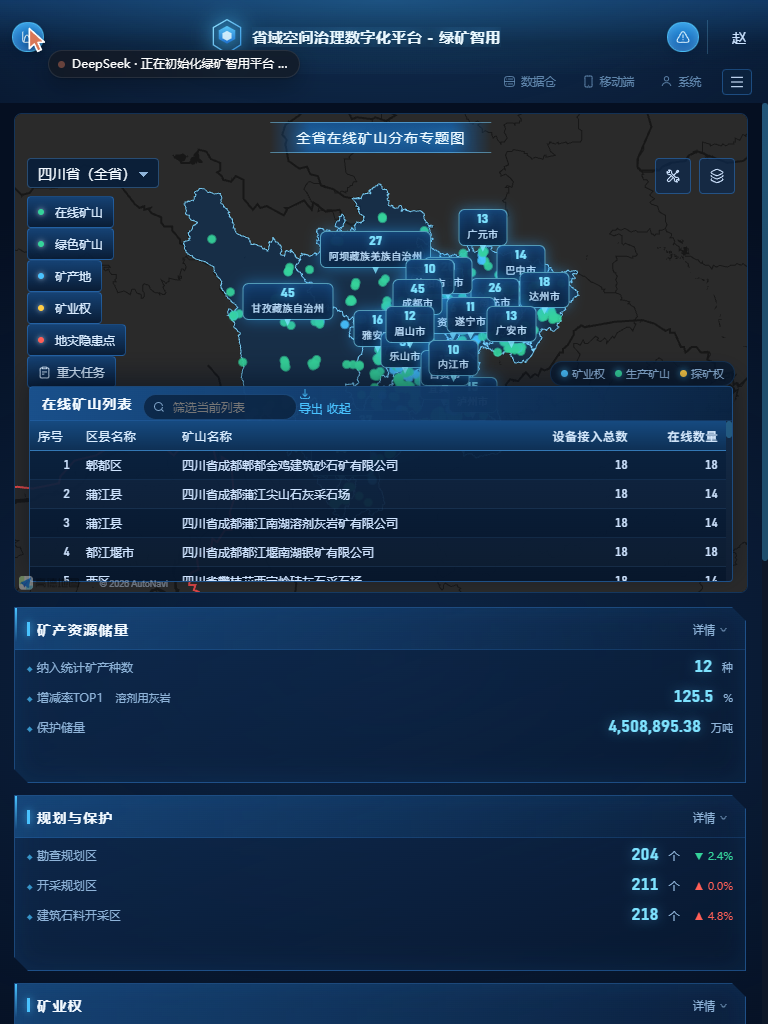 省域空间治理数字化平台 - 绿矿智用
赵
DeepSeek · 正在初始化绿矿智用平台 ...
数据仓
移动端
系统
全省在线矿山分布专题图
四川省（全省）
在线矿山
绿色矿山
矿产地
矿业权
地灾隐患点
重大任务
13
广元市
27
阿坝藏族羌族自治州
14
巴中市
10
45
成都市
26
18
达州市
45
甘孜藏族自治州
11
遂宁市
13
广安市
16
雅安
12
眉山市
资
乐山市
10
内江市
矿业权
生产矿山
探矿权
在线矿山列表
筛选当前列表
导出 收起
序号 区县名称 矿山名称 设备接入总数 在线数量
1 郫都区 四川省成都郫都金鸡建筑砂石矿有限公司 18 18
2 蒲江县 四川省成都蒲江尖山石灰采石场 18 14
3 蒲江县 四川省成都蒲江南湖溶剂灰岩矿有限公司 18 14
4 都江堰市 四川省成都都江堰南湖银矿有限公司 18 18
© 2026 AutoNavi
矿产资源储量
详情
纳入统计矿产种数 12 种
增减率TOP1 溶剂用灰岩 125.5 %
保护储量 4,508,895.38 万吨
规划与保护
详情
勘查规划区 204 个 ▼ 2.4%
开采规划区 211 个 ▲ 0.0%
建筑石料开采区 218 个 ▲ 4.8%
矿业权
详情